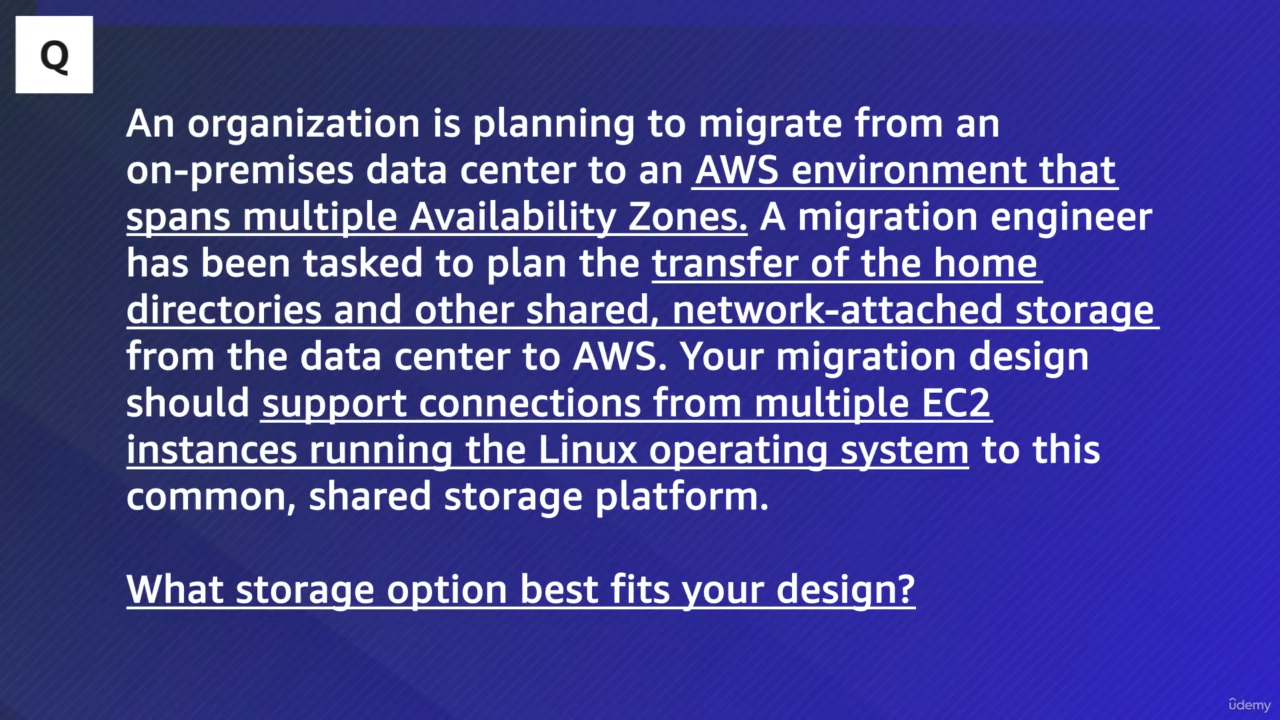 Q
An organization is planning to migrate from an
on-premises data center to an AWS environment that
spans multiple Availability Zones. A migration engineer
has been tasked to plan the transfer of the home
directories and other shared, network-attached storage
from the data center to AWS. Your migration design
should support connections from multiple EC2
instances running the Linux operating system to this
common, shared storage platform.
What storage option best fits your design?
ûdemy